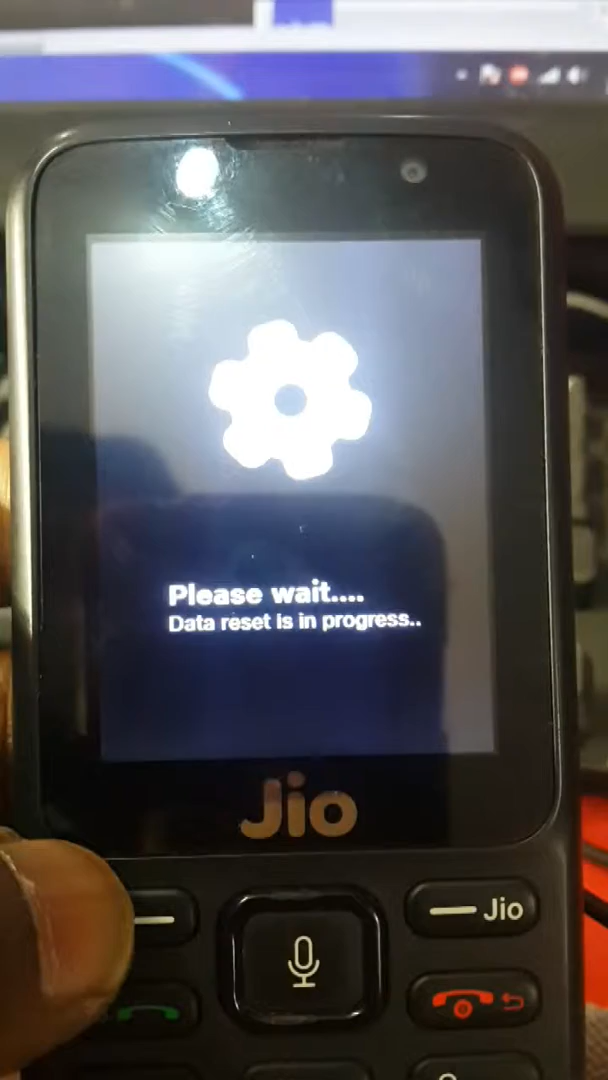 Please wait....
Data reset is in progress..
Jio
Jio